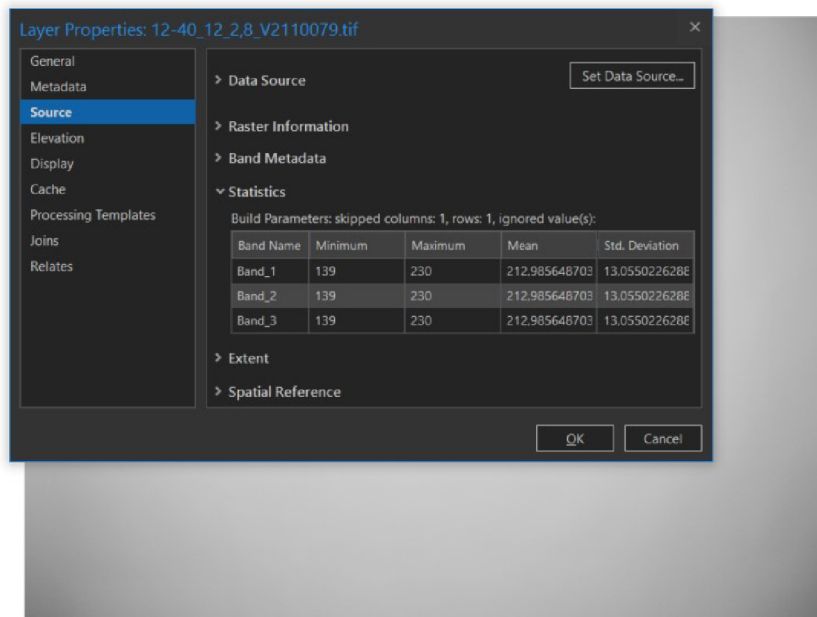 Layer Properties: 12-40_12_2,8_V2110079.tif
General
Metadata
Source
Elevation
Display
Cache
Processing Templates
Joins
Relates
Data Source
Set Data Source...
Raster Information
Band Metadata
Statistics
Build Parameters: skipped columns: 1, rows: 1, ignored value(s):
Band Name Minimum Maximum Mean Std. Deviation
Band_1 139 230 212,985648703 13,0550226288
Band_2 139 230 212,985648703 13,0550226288
Band_3 139 230 212,985648703 13,0550226288
Extent
Spatial Reference
OK Cancel